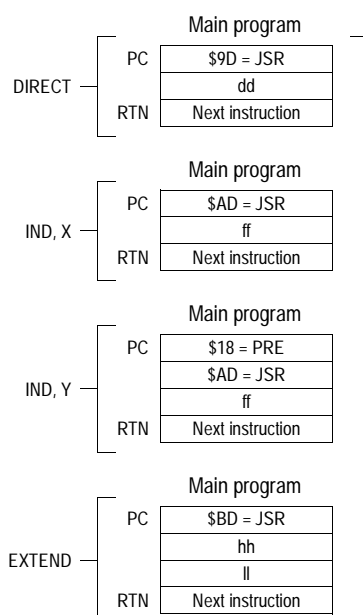 Main program
PC $9D = JSR
DIRECT dd
RTN Next instruction
Main program
PC $AD = JSR
IND, X ff
RTN Next instruction
Main program
PC $18 = PRE
$AD = JSR
IND, Y ff
RTN Next instruction
Main program
PC $BD = JSR
hh
EXTEND ll
RTN Next instruction